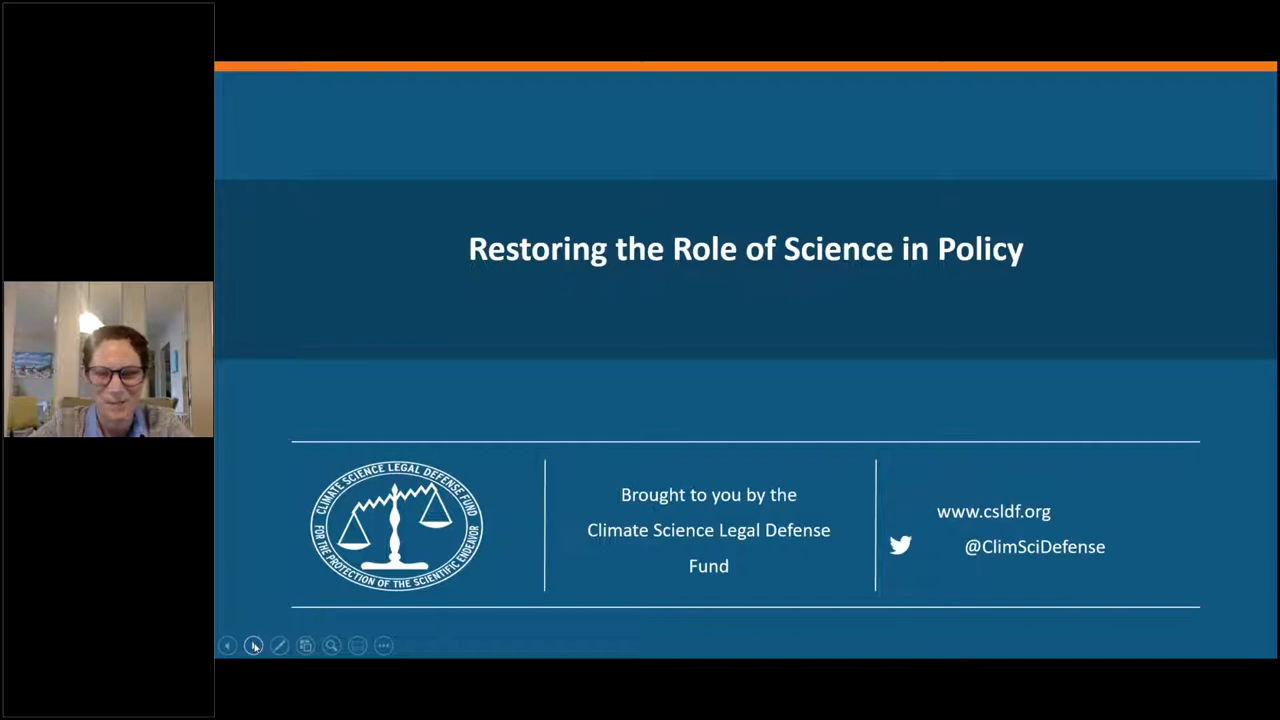 Restoring the Role of Science in Policy
CLIMATE SCIENCE LEGAL DEFENSE FUND
FOR THE PROTECTION OF THE SCIENTIFIC ENDEAVOR
Brought to you by the
Climate Science Legal Defense
Fund
www.csldf.org
@ClimSciDefense